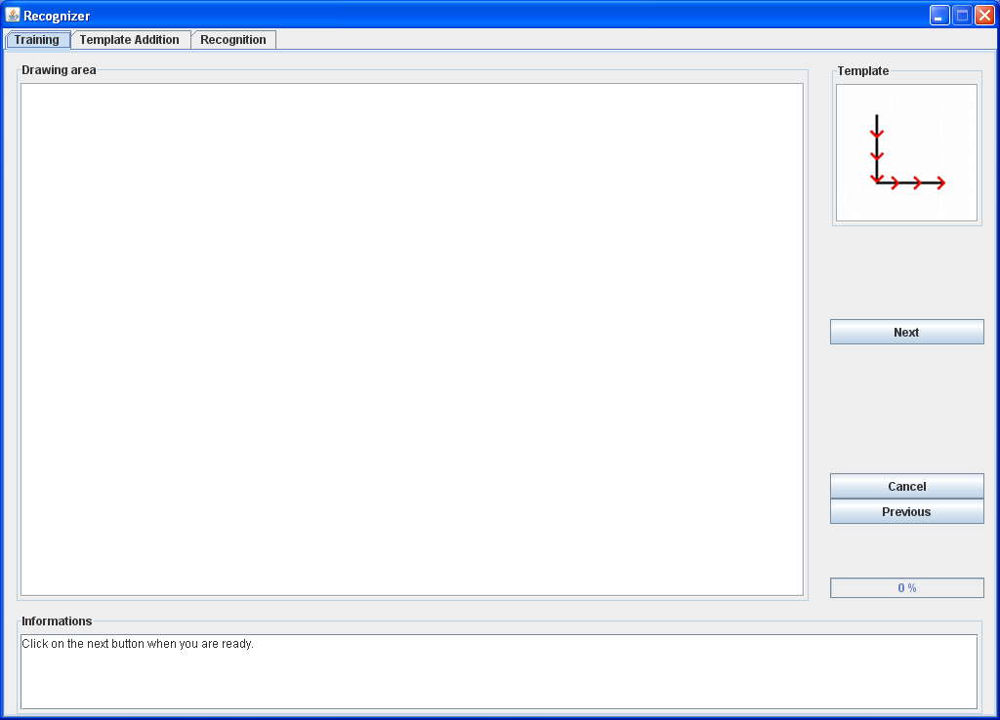 Recognizer
Training Template Addition Recognition
Drawing area
Template
Next
Cancel
Previous
0 %
Informations
Click on the next button when you are ready.